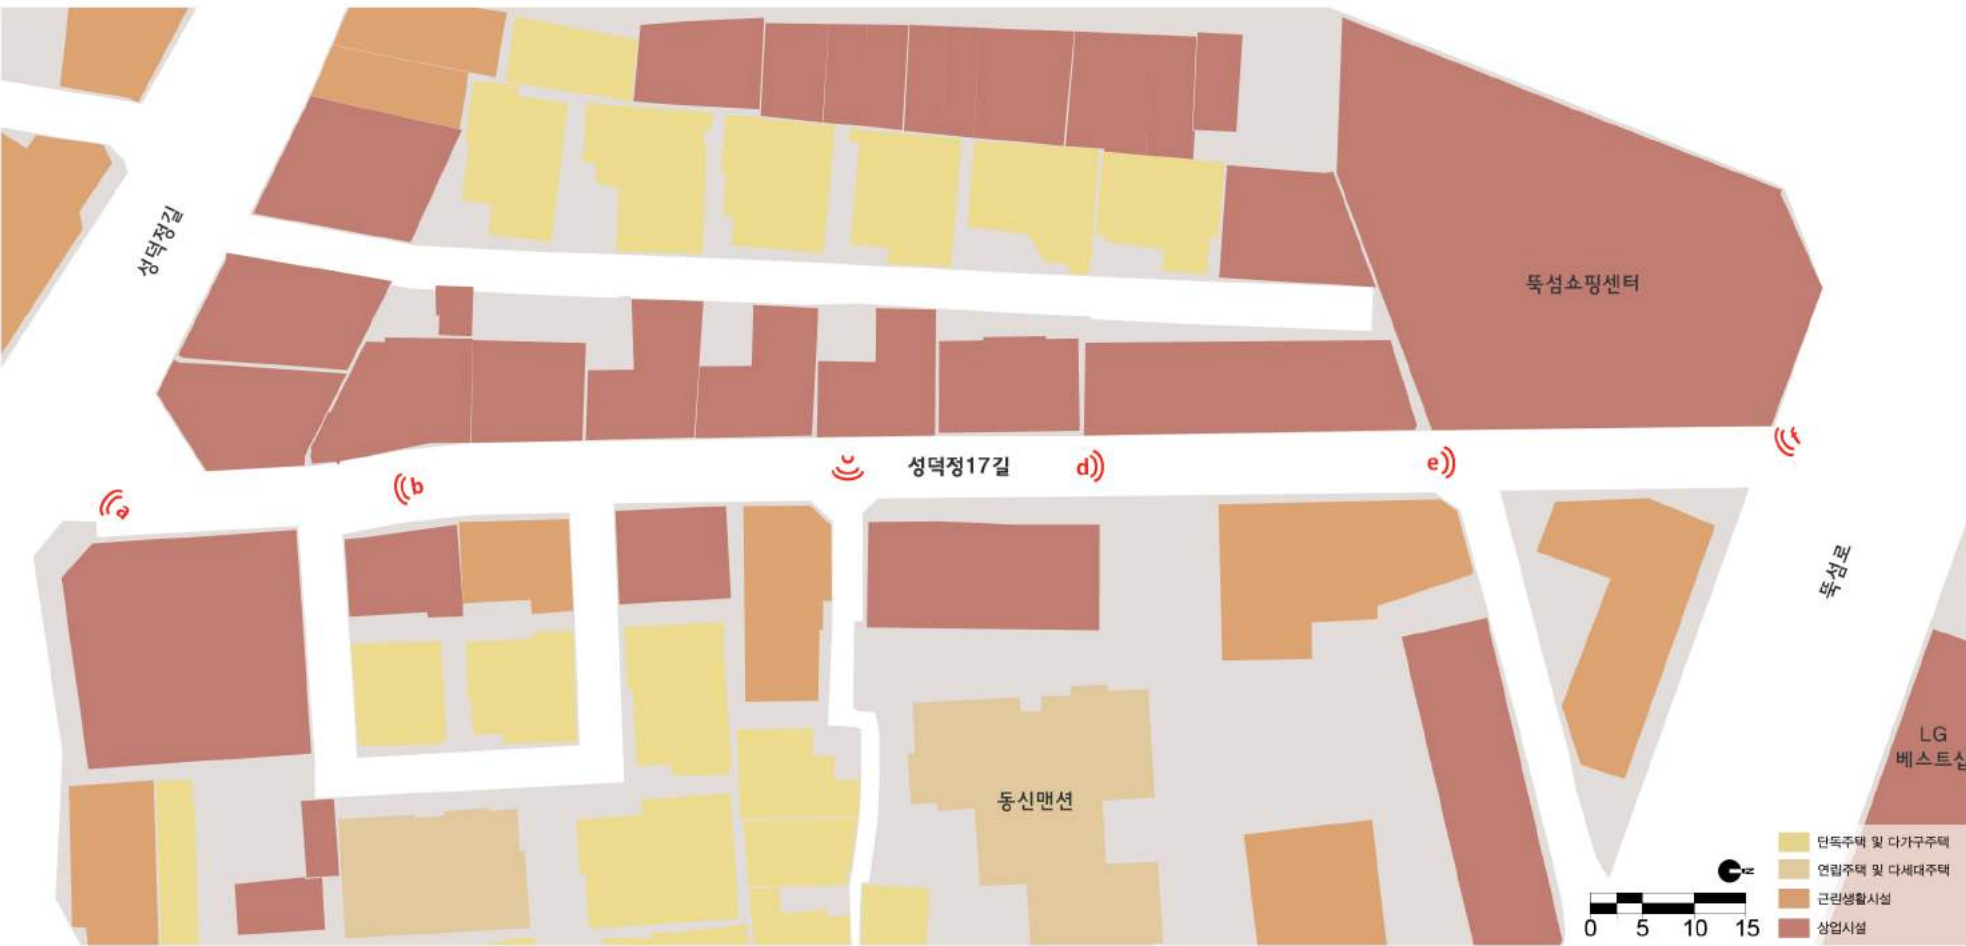 성덕정길
뚝섬쇼핑센터
f
성덕정17길
a
b
c
d
e
뚝섬로
LG
베스트샵
동신맨션
N
단독주택 및 다가구주택
연립주택 및 다세대주택
근린생활시설
상업시설
0 5 10 15